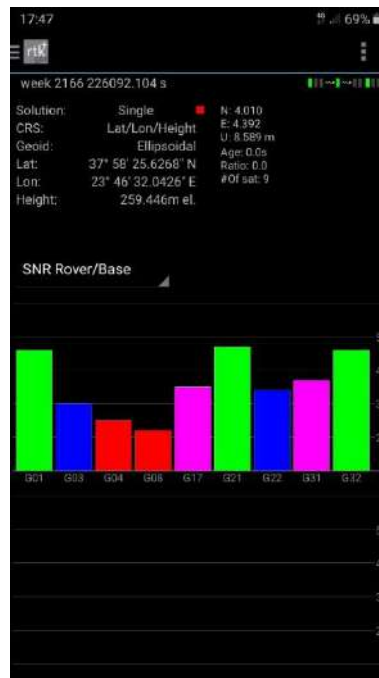 17:47
69%
rtk+
week 2166 226092.104 s
Solution: Single
N: 4.010
CRS: Lat/Lon/Height
E: 4.392
Geoid: Ellipsoidal
U: 8.589 m
Lat: 37° 58' 25.6268" N
Age: 0.0s
Lon: 23° 46' 32.0426" E
Ratio: 0.0
Height: 259.446m el.
#Of sat: 9
SNR Rover/Base
G01 G03 G04 G08 G17 G21 G22 G31 G32